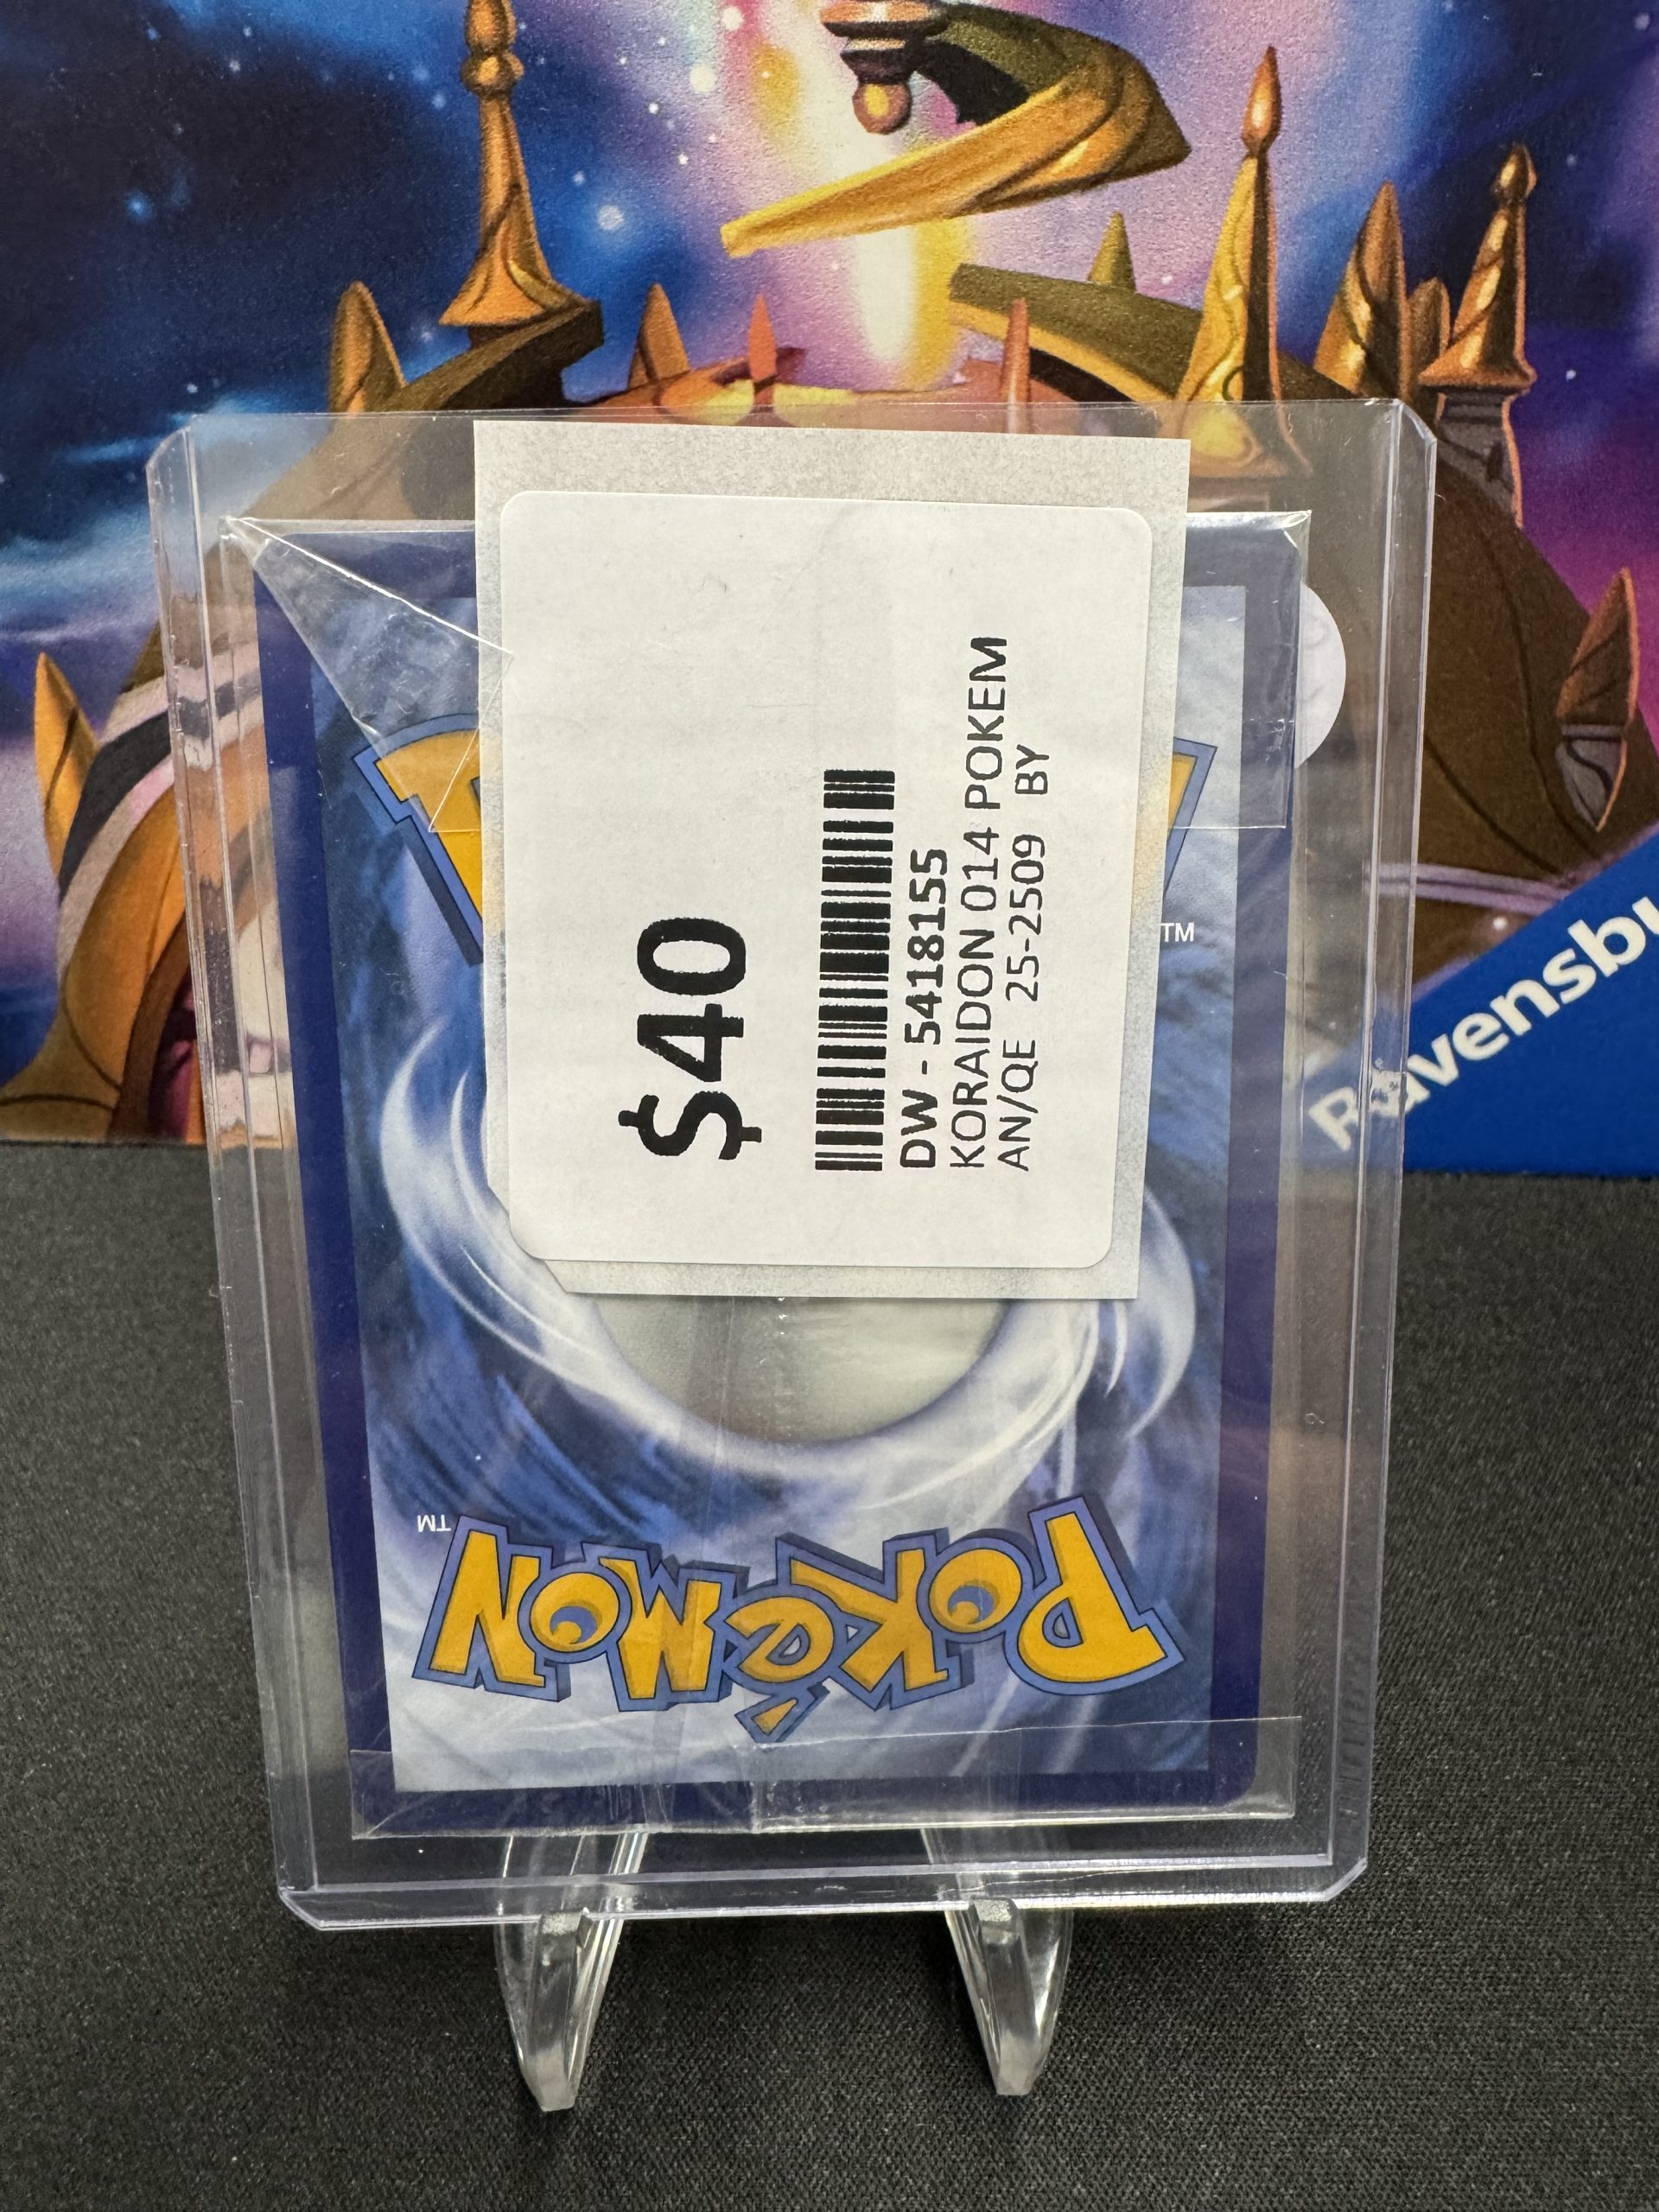 $40
DW - 5418155
KORAIDON 014 POKEM
AN/QE 25-2509 BY
TM
Ravensbu
POKéMON
TM